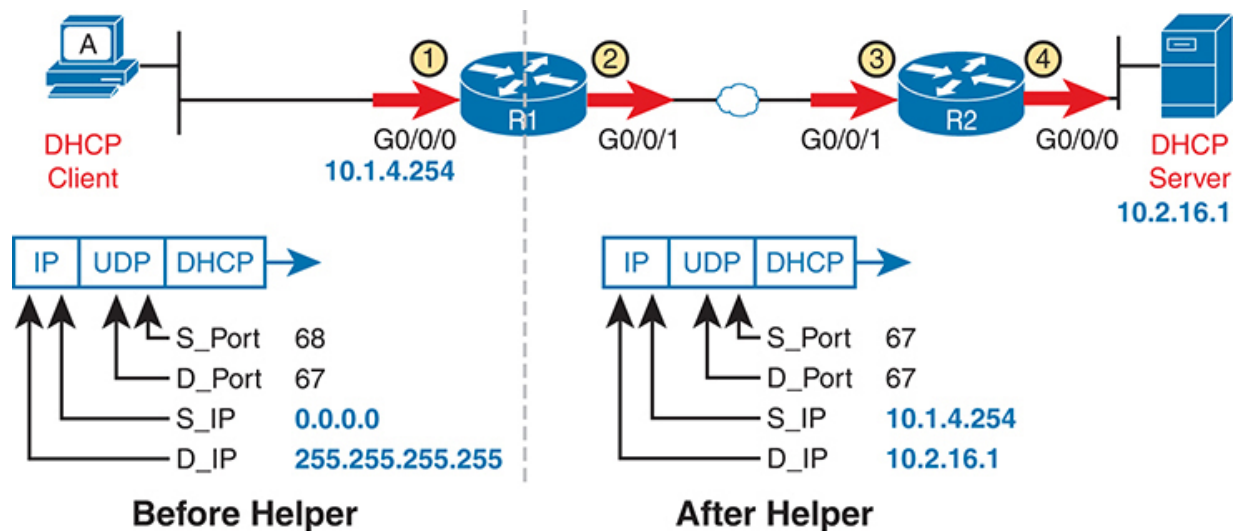 A
1
2
3
4
R1
R2
G0/0/0
G0/0/1
G0/0/1
G0/0/0
DHCP
Client
10.1.4.254
DHCP
Server
10.2.16.1
IP UDP DHCP
S_Port 68
D_Port 67
S_IP 0.0.0.0
D_IP 255.255.255.255
Before Helper
IP UDP DHCP
S_Port 67
D_Port 67
S_IP 10.1.4.254
D_IP 10.2.16.1
After Helper